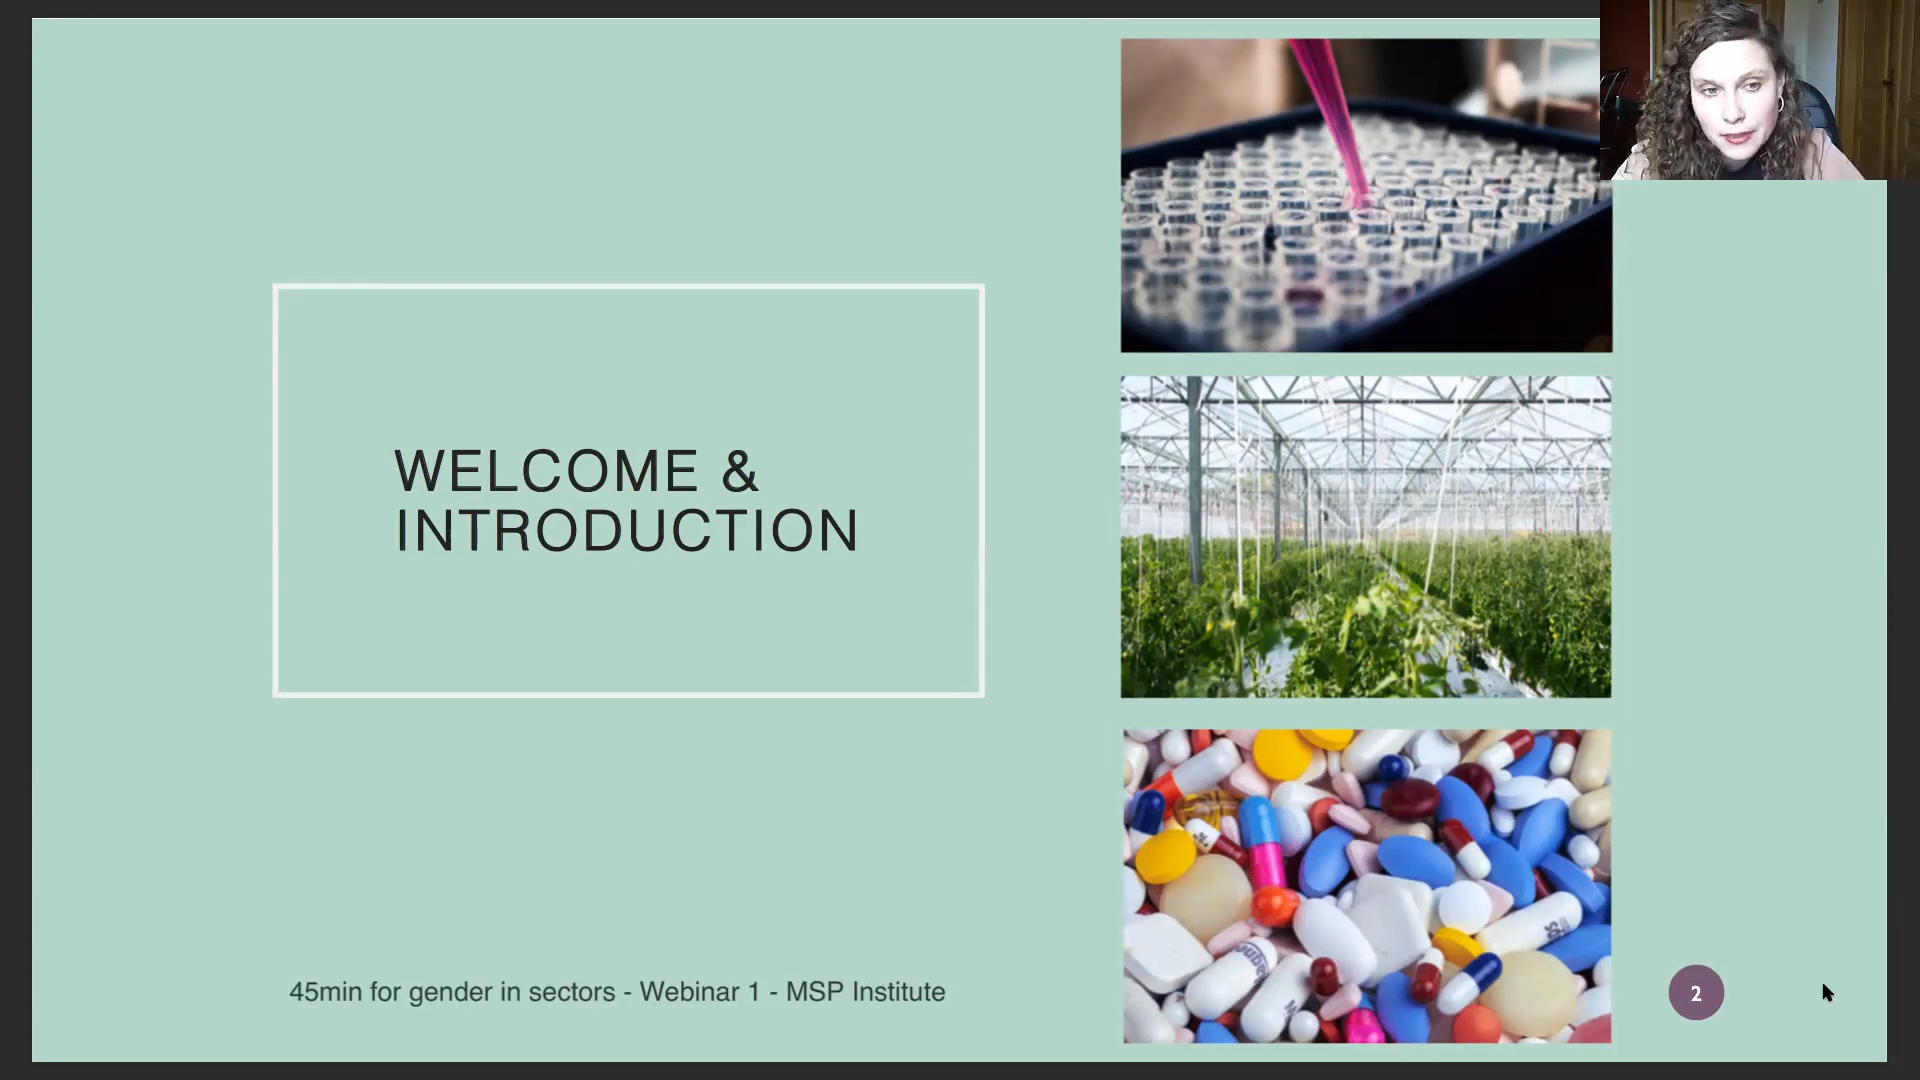 WELCOME &
INTRODUCTION
45min for gender in sectors - Webinar 1 - MSP Institute
2